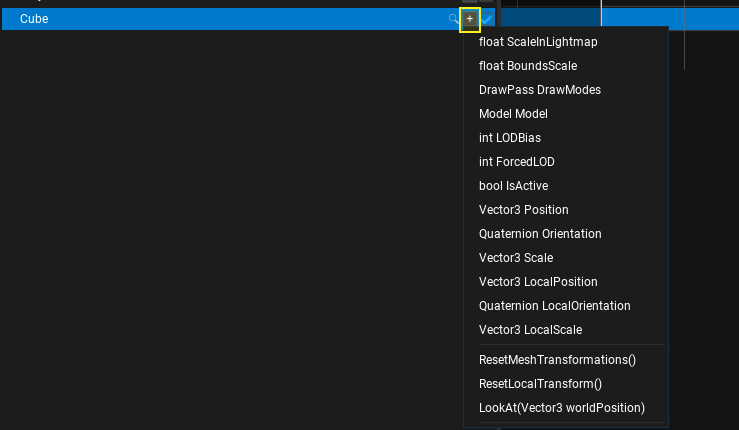 Cube
+
float ScaleInLightmap
float BoundsScale
DrawPass DrawModes
Model Model
int LODBias
int ForcedLOD
bool IsActive
Vector3 Position
Quaternion Orientation
Vector3 Scale
Vector3 LocalPosition
Quaternion LocalOrientation
Vector3 LocalScale
ResetMeshTransformations()
ResetLocalTransform()
LookAt(Vector3 worldPosition)